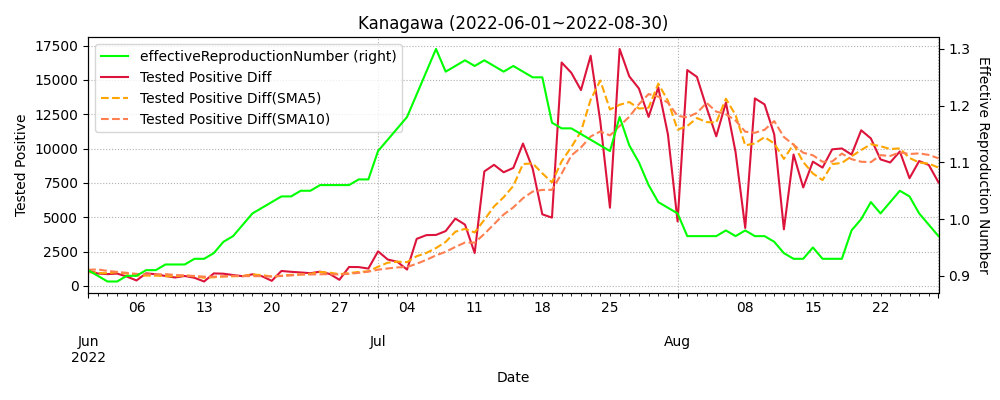 Kanagawa (2022-06-01~2022-08-30)
effectiveReproductionNumber (right)
Tested Positive Diff
Tested Positive Diff(SMA5)
Tested Positive Diff(SMA10)
Tested Positive
17500
15000
12500
10000
7500
5000
2500
0
1.3
1.2
1.1
1.0
0.9
Effective Reproduction Number
06 13 20 27 04 11 18 25 08 15 22
Jun Jul Aug
2022
Date